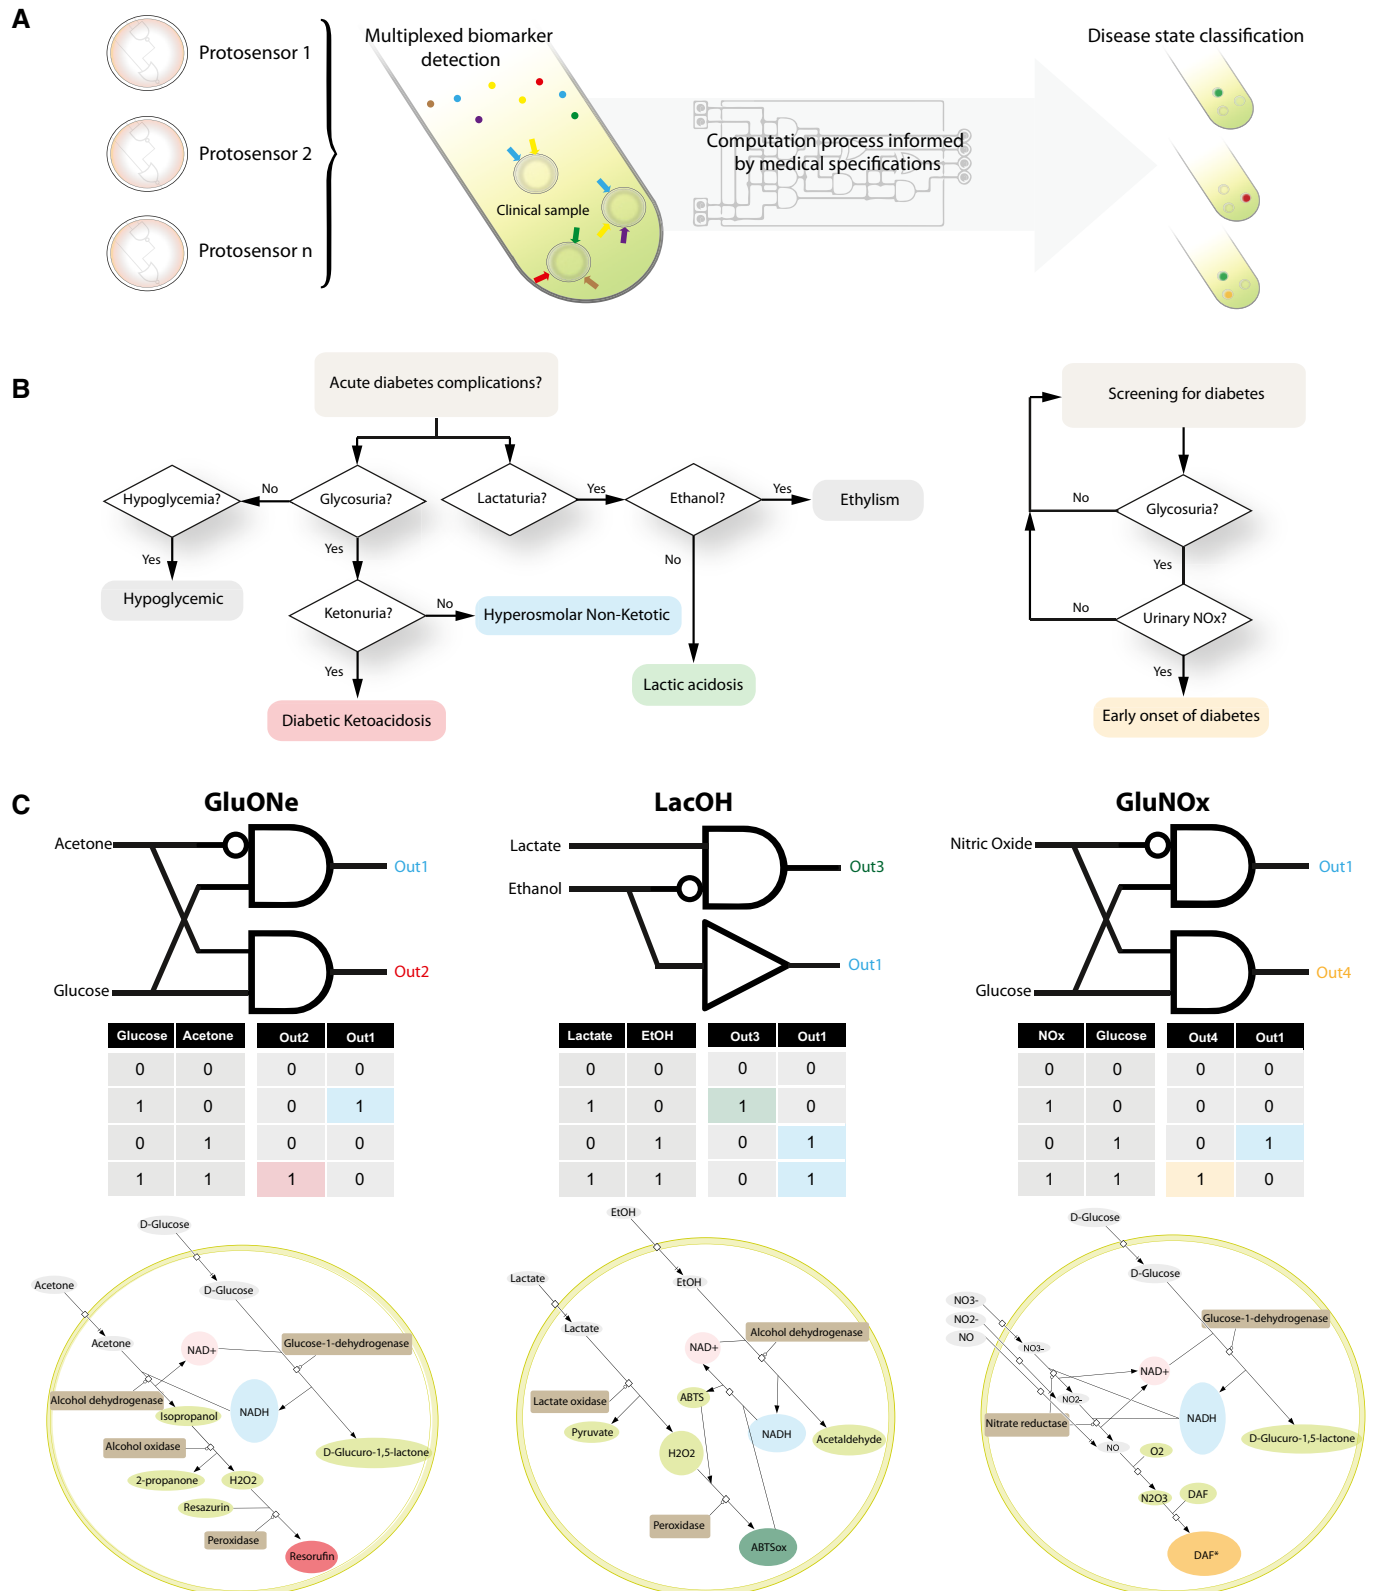 A
Protosensor 1
Protosensor 2
Protosensor n
Multiplexed biomarker
detection
Clinical sample
Computation process informed
by medical specifications
Disease state classification
B
Acute diabetes complications?
Hypoglycemia?
No
Glycosuria?
Lactaturia?
Yes
Ethanol?
Yes
Ethylism
Yes
Hypoglycemic
Yes
Ketonuria?
No
Hyperosmolar Non-Ketotic
No
Yes
Diabetic Ketoacidosis
Lactic acidosis
Screening for diabetes
No
Glycosuria?
Yes
No
Urinary NOx?
Yes
Early onset of diabetes
C
GluONe
Acetone
Out1
Out2
Glucose
Glucose Acetone Out2 Out1
0 0 0 0
1 0 0 1
0 1 0 0
1 1 1 0
D-Glucose
Acetone
D-Glucose
Acetone
NAD+
Glucose-1-dehydrogenase
Alcohol dehydrogenase
Isopropanol
NADH
Alcohol oxidase
D-Glucuro-1,5-lactone
2-propanone
H2O2
Resazurin
Peroxidase
Resorufin
LacOH
Lactate
Out3
Ethanol
Out1
Lactate EtOH Out3 Out1
0 0 0 0
1 0 1 0
0 1 0 1
1 1 0 1
EtOH
Lactate
EtOH
Lactate
Alcohol dehydrogenase
NAD+
Lactate oxidase
ABTS
Pyruvate
NADH
Acetaldehyde
H2O2
Peroxidase
ABTSox
GluNOx
Nitric Oxide
Out1
Out4
Glucose
NOx Glucose Out4 Out1
0 0 0 0
1 0 0 0
0 1 0 1
1 1 1 0
D-Glucose
D-Glucose
NO3-
NO2-
NO
Glucose-1-dehydrogenase
NO3-
NAD+
NO2-
Nitrate reductase
NADH
NO
O2
D-Glucuro-1,5-lactone
N2O3
DAF
DAF*